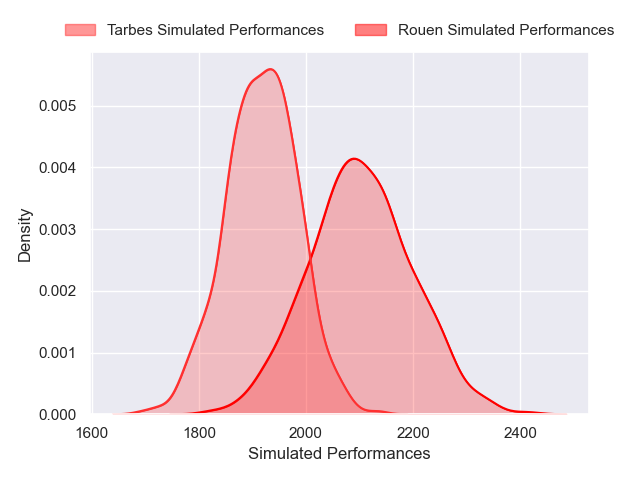 Tarbes Simulated Performances
Rouen Simulated Performances
0.005
0.004
0.003
0.002
0.001
0.000
Density
1600
1800
2000
2200
2400
Simulated Performances